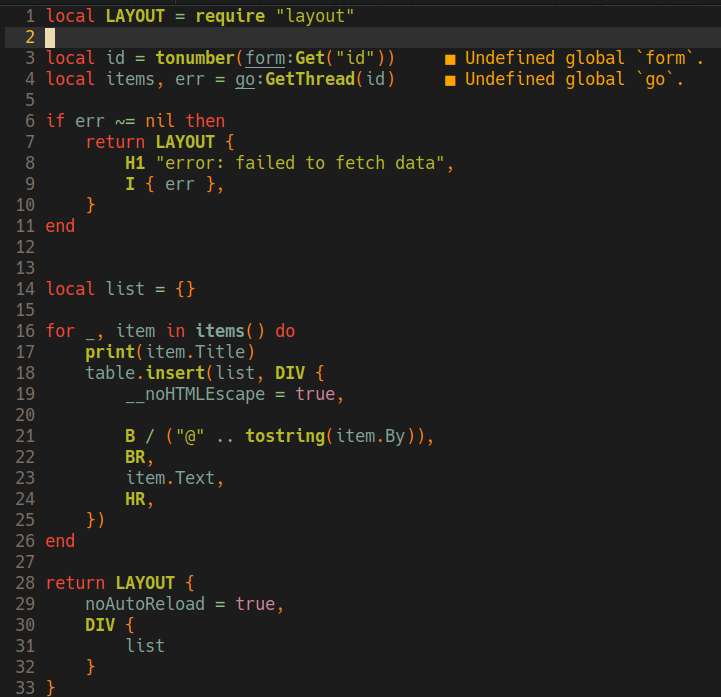 1 local LAYOUT = require "layout"
2
3 local id = tonumber(form:Get("id")) ■ Undefined global `form`.
4 local items, err = go:GetThread(id) ■ Undefined global `go`.
5
6 if err ~= nil then
7     return LAYOUT {
8         H1 "error: failed to fetch data",
9         I { err },
10     }
11 end
12
13
14 local list = {}
15
16 for _, item in items() do
17     print(item.Title)
18     table.insert(list, DIV {
19         __noHTMLEscape = true,
20
21         B / ("@" .. tostring(item.By)),
22         BR,
23         item.Text,
24         HR,
25     })
26 end
27
28 return LAYOUT {
29     noAutoReload = true,
30     DIV {
31         list
32     }
33 }